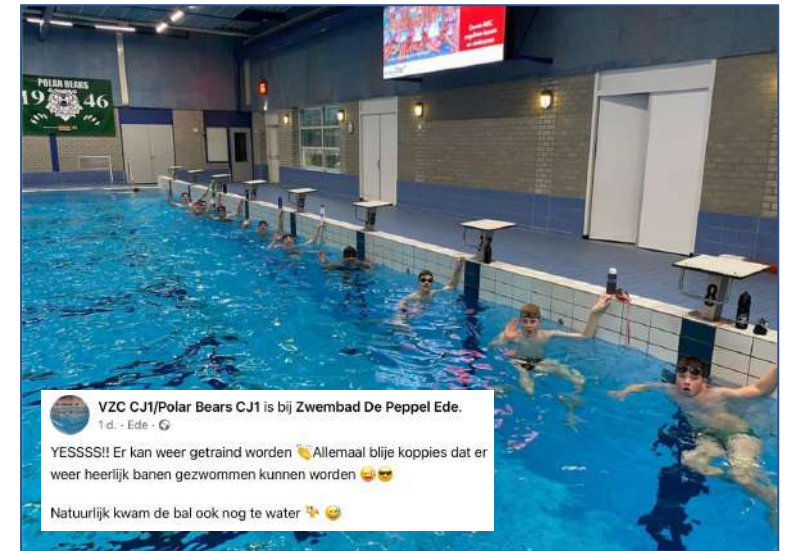 POLAR BEARS
1946
VZC CJ1/Polar Bears CJ1 is bij Zwembad De Peppel Ede.
1 d. · Ede ·
YESSSS!! Er kan weer getraind worden 👏Allemaal blije koppies dat er
weer heerlijk banen gezwommen kunnen worden 😜😎
Natuurlijk kwam de bal ook nog te water 🤽 😅